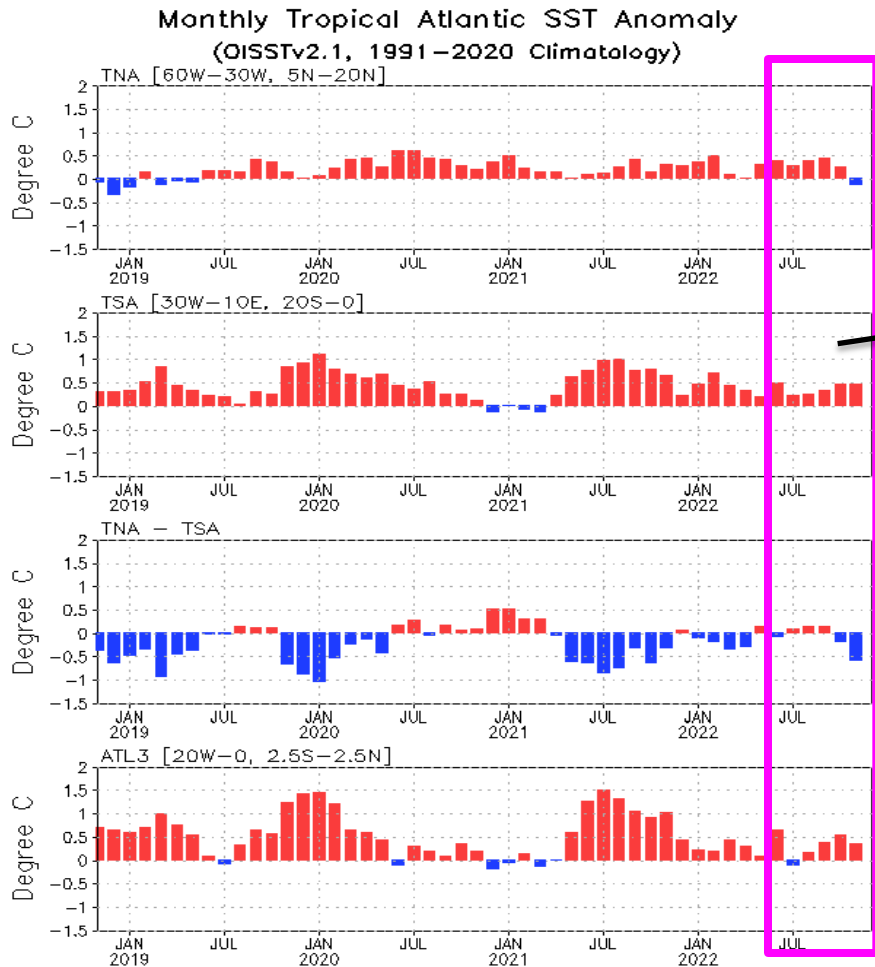 Monthly Tropical Atlantic SST Anomaly
(OISSTv2.1, 1991-2020 Climatology)
TNA [60W-30W, 5N-20N]
Degree C
2
1.5
1
0.5
0
-0.5
-1
-1.5
JAN JUL JAN JUL JAN JUL JAN JUL
2019 2020 2021 2022
TSA [30W-10E, 20S-0]
Degree C
2
1.5
1
0.5
0
-0.5
-1
-1.5
JAN JUL JAN JUL JAN JUL JAN JUL
2019 2020 2021 2022
TNA - TSA
Degree C
2
1.5
1
0.5
0
-0.5
-1
-1.5
JAN JUL JAN JUL JAN JUL JAN JUL
2019 2020 2021 2022
ATL3 [20W-0, 2.5S-2.5N]
Degree C
2
1.5
1
0.5
0
-0.5
-1
-1.5
JAN JUL JAN JUL JAN JUL JAN JUL
2019 2020 2021 2022